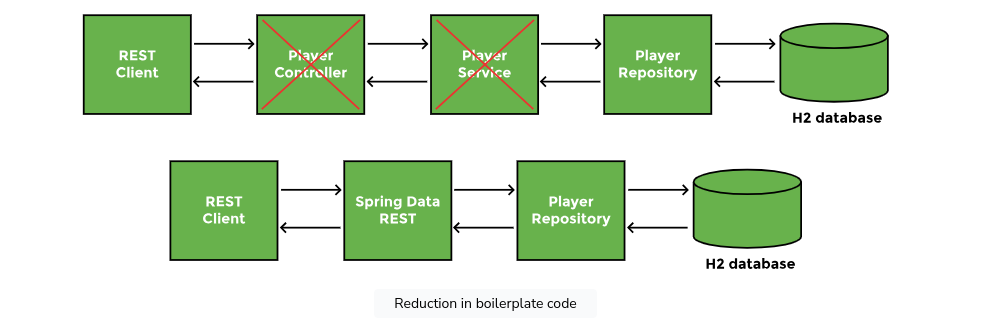 REST
Client
Player
Controller
Player
Service
Player
Repository
H2 database
REST
Client
Spring Data
REST
Player
Repository
H2 database
Reduction in boilerplate code